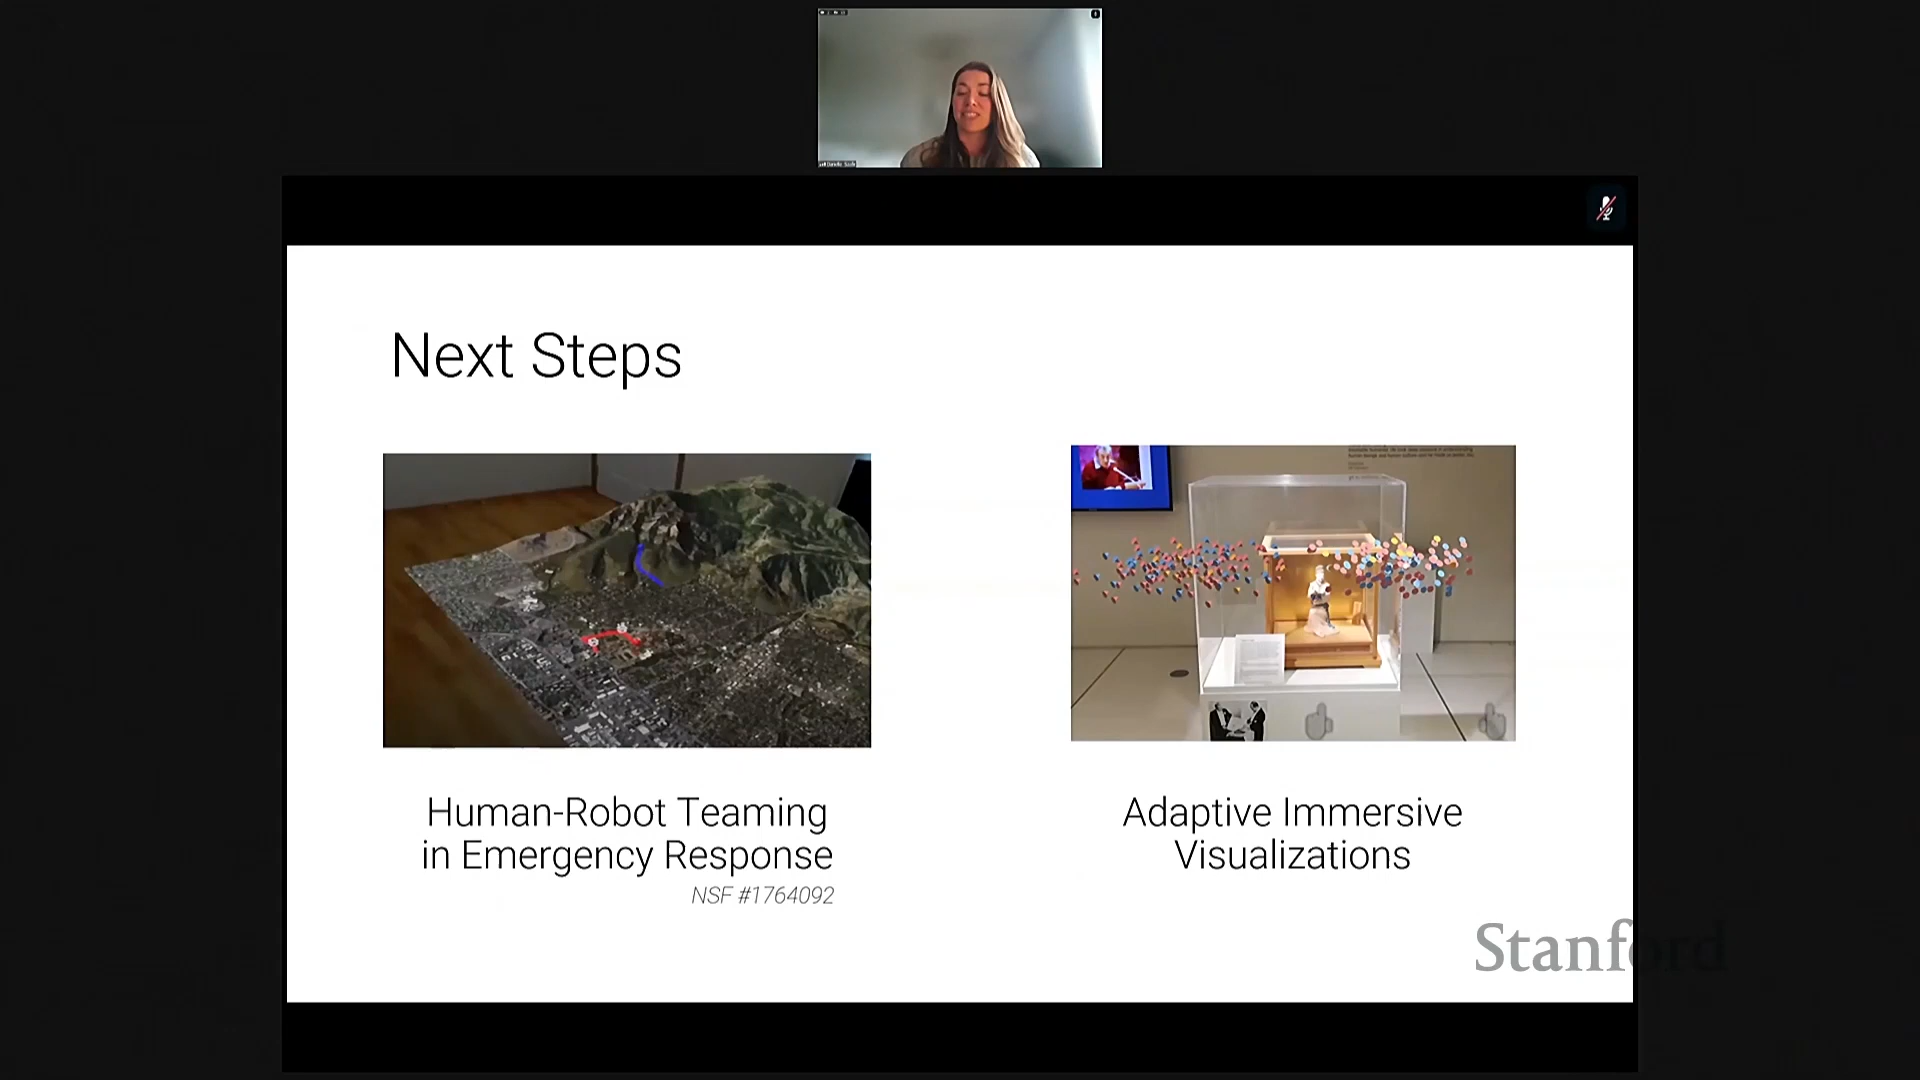 Next Steps
Human-Robot Teaming
in Emergency Response
NSF #1764092
Adaptive Immersive
Visualizations
Stanford